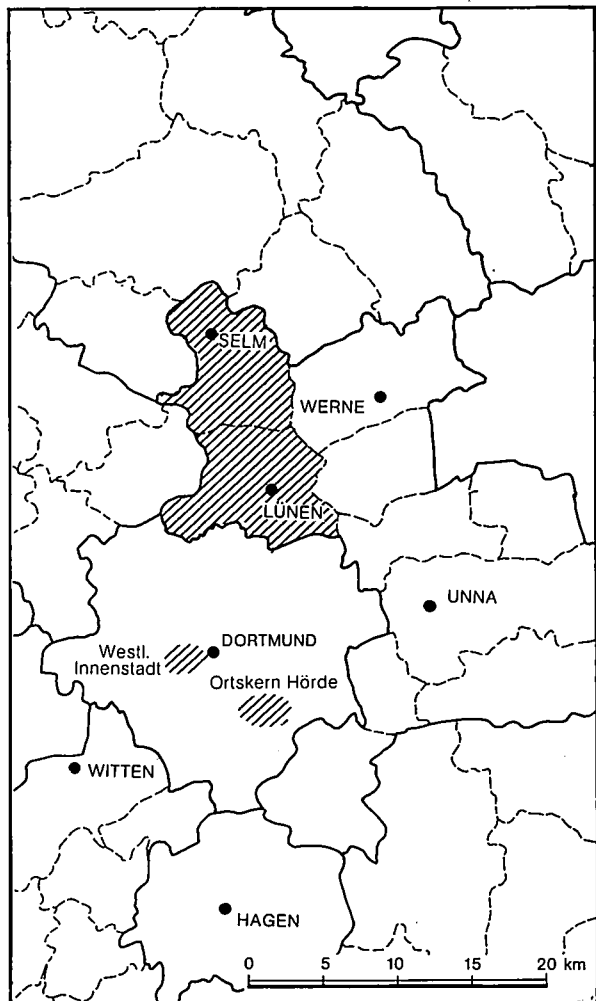 SELM
WERNE
LÜNEN
UNNA
DORTMUND
Westl.
Innenstadt
Ortskern Hörde
WITTEN
HAGEN
0 5 10 15 20 km